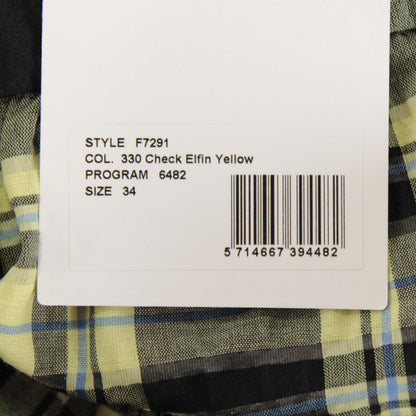 STYLE F7291
COL. 330 Check Elfin Yellow
PROGRAM 6482
SIZE 34
5 714667 394482